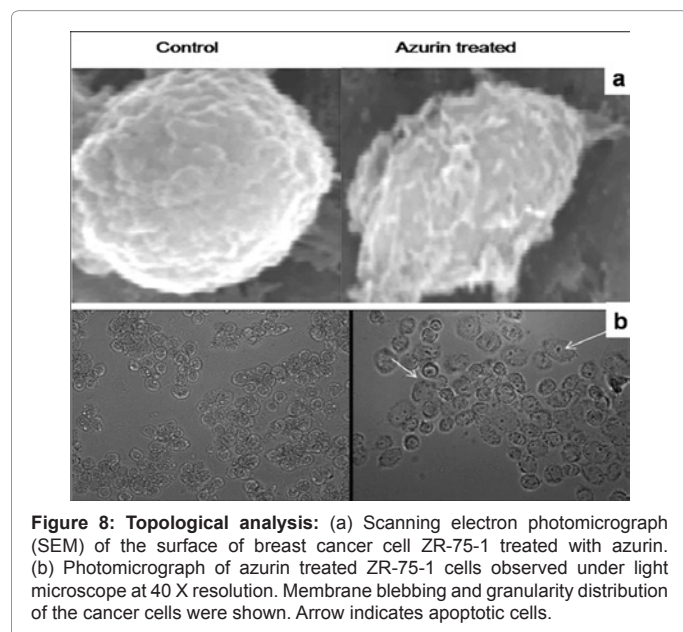 Control Azurin treated
a
b
Figure 8: Topological analysis: (a) Scanning electron photomicrograph
(SEM) of the surface of breast cancer cell ZR-75-1 treated with azurin.
(b) Photomicrograph of azurin treated ZR-75-1 cells observed under light
microscope at 40 X resolution. Membrane blebbing and granularity distribution
of the cancer cells were shown. Arrow indicates apoptotic cells.